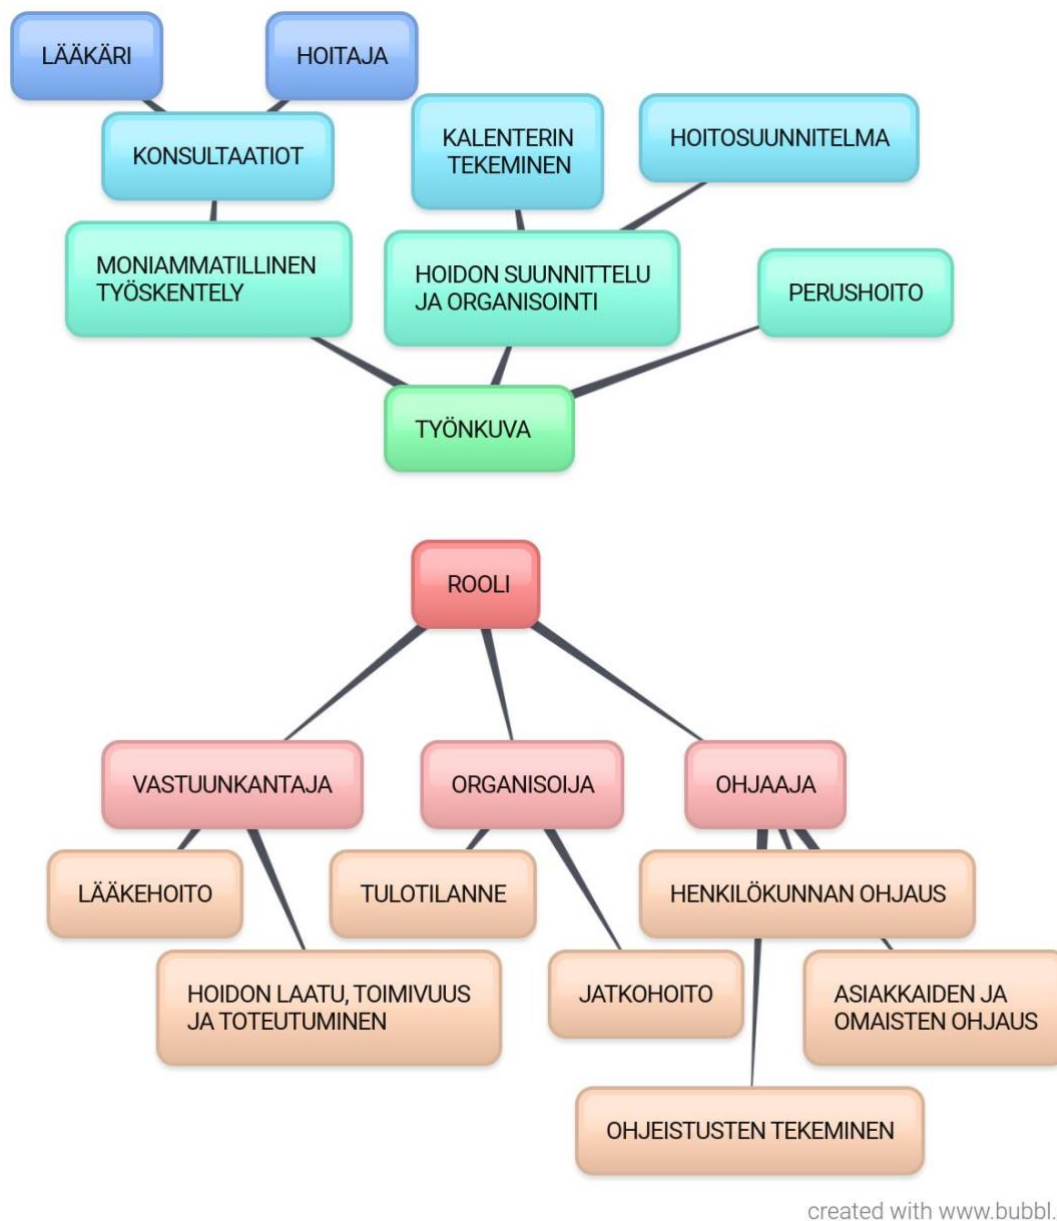 LÄÄKÄRI
HOITAJA
KONSULTAATIOT
KALENTERIN
TEKEMINEN
HOITOSUUNNITELMA
MONIAMMATILLINEN
TYÖSKENTELY
HOIDON SUUNNITTELU
JA ORGANISOINTI
PERUSHOITO
TYÖNKUVA
ROOLI
VASTUUNKANTAJA
ORGANISOIJA
OHJAAJA
LÄÄKEHOITO
TULOTILANNE
HENKILÖKUNNAN OHJAUS
HOIDON LAATU, TOIMIVUUS
JA TOTEUTUMINEN
JATKOHOITO
ASIAKKAIDEN JA
OMAISTEN OHJAUS
OHJEISTUSTEN TEKEMINEN
created with www.bubbl.